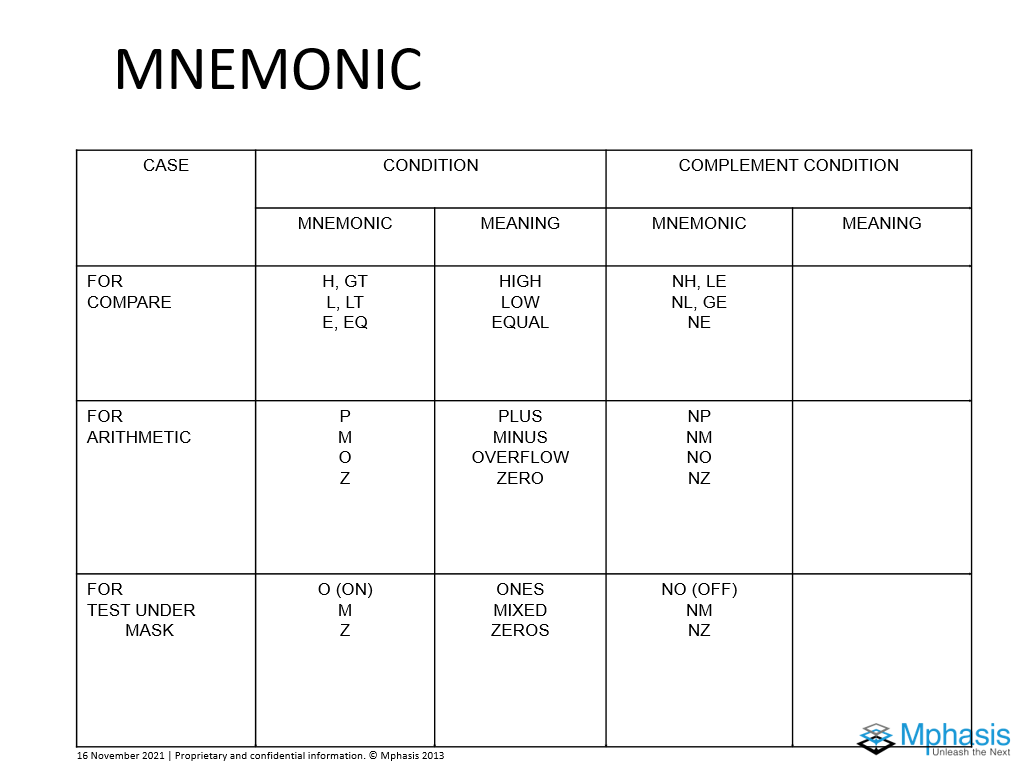 MNEMONIC
CASE CONDITION COMPLEMENT CONDITION
MNEMONIC MEANING MNEMONIC MEANING
FOR H, GT HIGH NH, LE
COMPARE L, LT LOW NL, GE
E, EQ EQUAL NE
FOR P PLUS NP
ARITHMETIC M MINUS NM
O OVERFLOW NO
Z ZERO NZ
FOR O (ON) ONES NO (OFF)
TEST UNDER M MIXED NM
MASK Z ZEROS NZ
Mphasis
Unleash the Next
16 November 2021 | Proprietary and confidential information. © Mphasis 2013